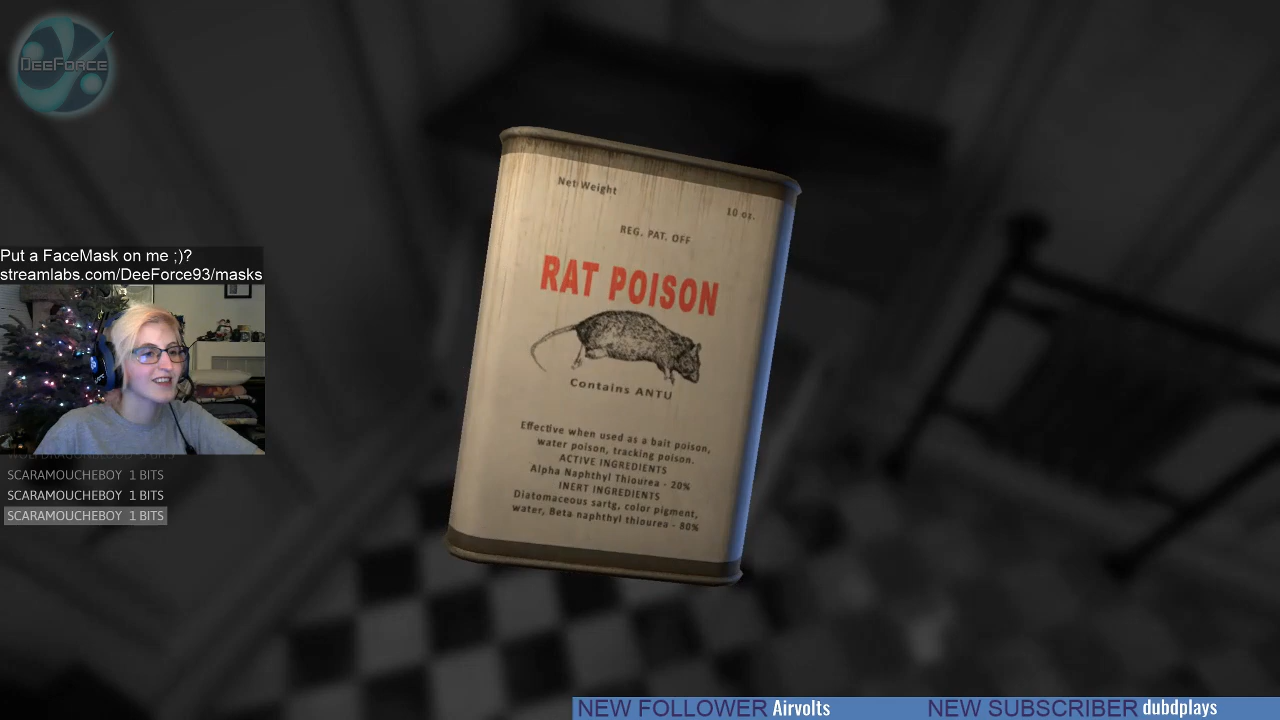 DEEFORCE
Put a FaceMask on me ;)?
streamlabs.com/DeeForce93/masks
SCARAMOUCHEBOY 1 BITS
SCARAMOUCHEBOY 1 BITS
SCARAMOUCHEBOY 1 BITS
Net Weight
10 oz.
REG. PAT. OFF
RAT POISON
Contains ANTU
Effective when used as a bait poison,
water poison, tracking poison.
ACTIVE INGREDIENTS
Alpha Naphthyl Thiourea - 20%
INERT INGREDIENTS
Diatomaceous sartg, color pigment,
water, Beta naphthyl thiourea - 80%
NEW FOLLOWER Airvolts
NEW SUBSCRIBER dubdplays